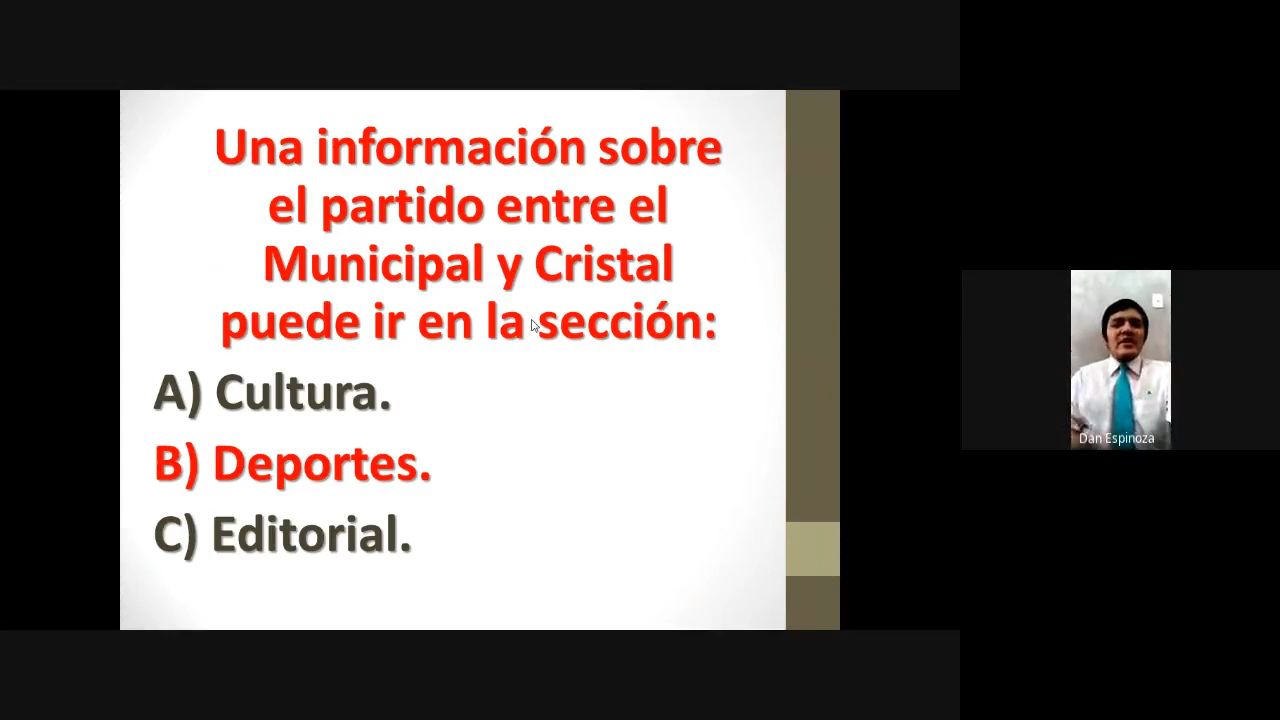 Una información sobre
el partido entre el
Municipal y Cristal
puede ir en la sección:
A) Cultura.
B) Deportes.
C) Editorial.
Dan Espinoza